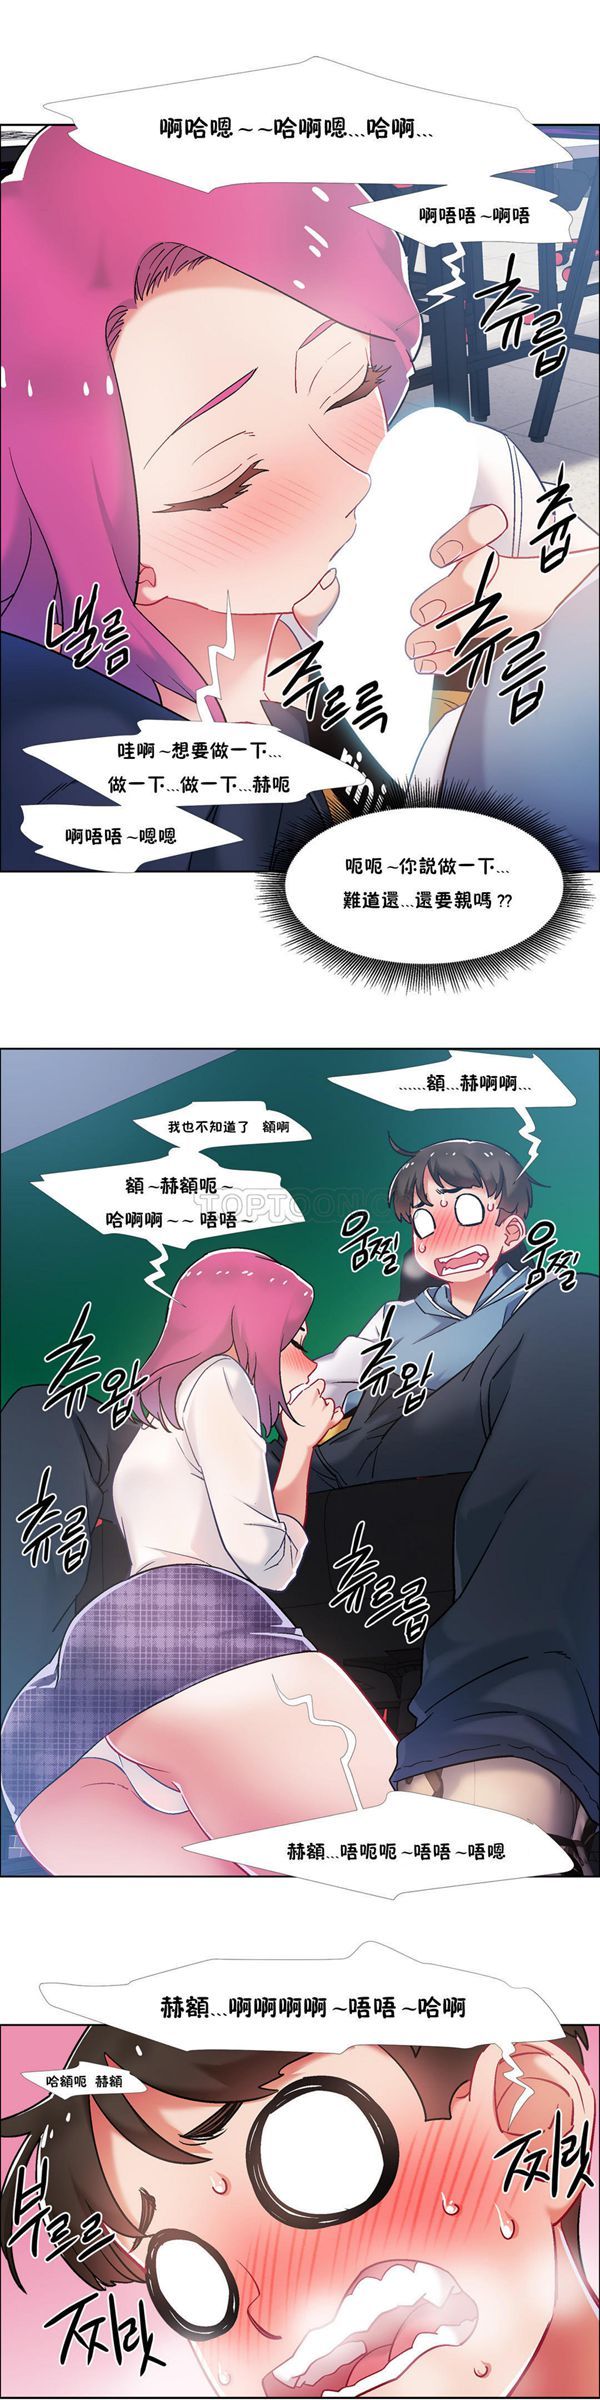 啊哈嗯~~哈啊嗯...哈啊...
啊唔唔~啊唔
츄릅
츕
츄릅
낼름
주르륵
哇啊~想要做一下...
做一下...做一下...赫呃
啊唔唔~嗯嗯
呃呃~你說做一下...
難道還...還要親嗎??
......額...赫啊啊...
我也不知道了 額啊
額~赫額呃~
哈啊啊~~唔唔~
TOPTOON
움찔
움찔
츄왑
츄왑
츄릅
츄르릅
赫額...唔呃呃~唔唔~唔嗯
赫額...啊啊啊啊~唔唔~哈啊
哈額呃 赫額
찌릿
부르르
찌릿